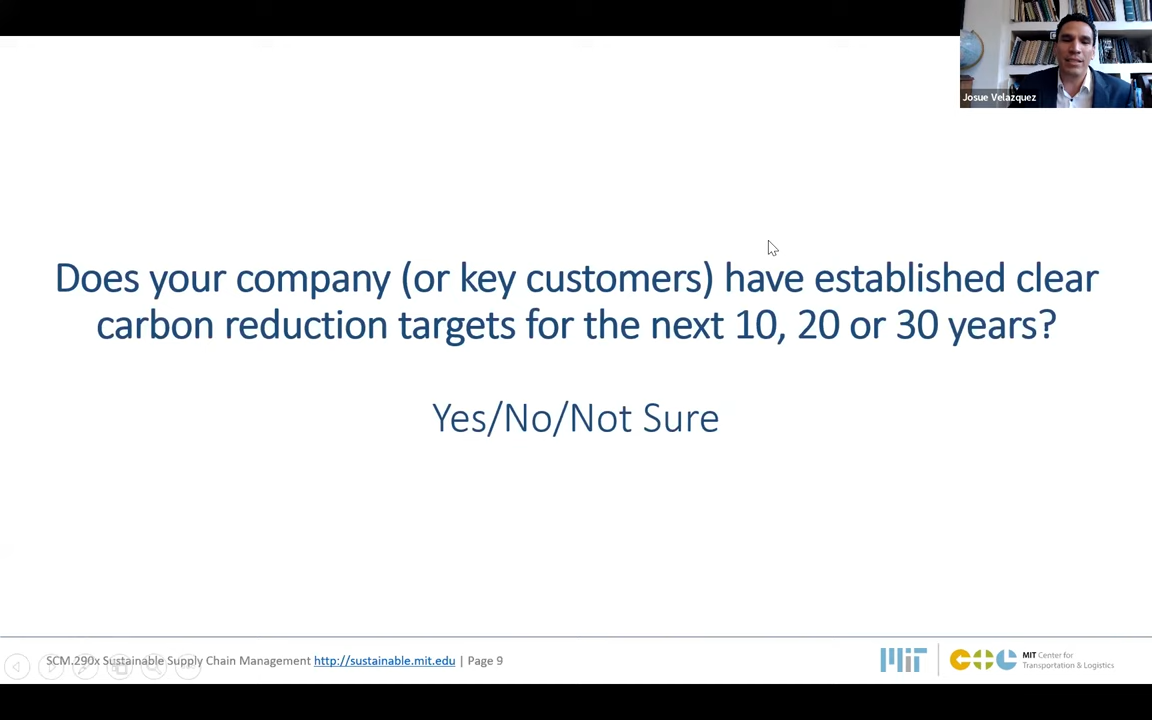 Josue Velazquez
Does your company (or key customers) have established clear
carbon reduction targets for the next 10, 20 or 30 years?
Yes/No/Not Sure
SCM.290x Sustainable Supply Chain Management http://sustainable.mit.edu | Page 9
MIT
MIT Center for
Transportation & Logistics